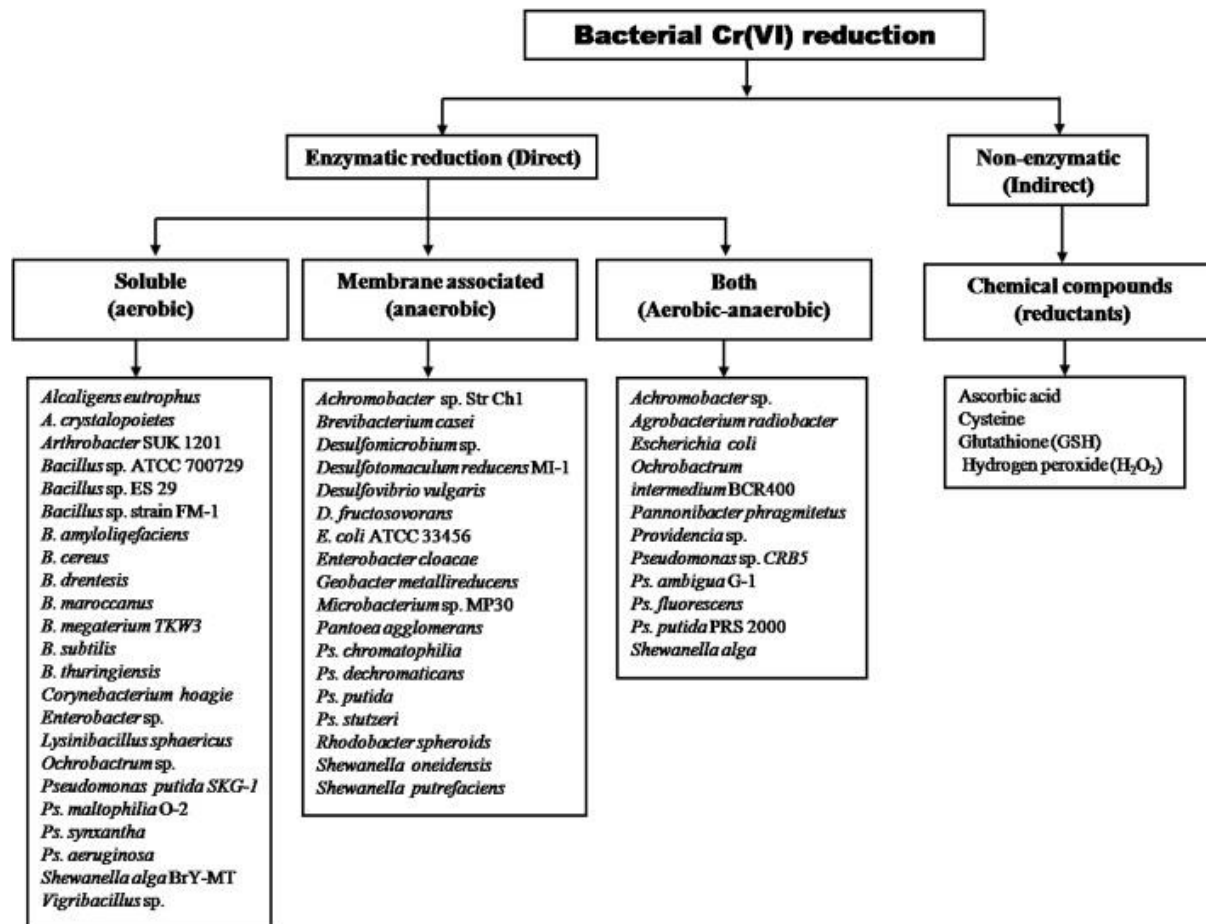 Bacterial Cr(VI) reduction
Enzymatic reduction (Direct)
Non-enzymatic
(Indirect)
Soluble
(aerobic)
Membrane associated
(anaerobic)
Both
(Aerobic-anaerobic)
Chemical compounds
(reductants)
Alcaligens eutrophus
A. crystalopoietes
Arthrobacter SUK 1201
Bacillus sp. ATCC 700729
Bacillus sp. ES 29
Bacillus sp. strain FM-1
B. amyloliqefaciens
B. cereus
B. drentesis
B. maroccanus
B. megaterium TKW3
B. subtilis
B. thuringiensis
Corynebacterium hoagie
Enterobacter sp.
Lysinibacillus sphaericus
Ochrobactrum sp.
Pseudomonas putida SKG-1
Ps. maltophilia O-2
Ps. synxantha
Ps. aeruginosa
Shewanella alga BrY-MT
Vigribacillus sp.
Achromobacter sp. Str Ch1
Brevibacterium casei
Desulfomicrobium sp.
Desulfotomaculum reducens MI-1
Desulfovibrio vulgaris
D. fructosovorans
E. coli ATCC 33456
Enterobacter cloacae
Geobacter metallireducens
Microbacterium sp. MP30
Pantoea agglomerans
Ps. chromatophilia
Ps. dechromaticans
Ps. putida
Ps. stutzeri
Rhodobacter spheroids
Shewanella oneidensis
Shewanella putrefaciens
Achromobacter sp.
Agrobacterium radiobacter
Escherichia coli
Ochrobactrum
intermedium BCR400
Pannonibacter phragmitetus
Providencia sp.
Pseudomonas sp. CRB5
Ps. ambigua G-1
Ps. fluorescens
Ps. putida PRS 2000
Shewanella alga
Ascorbic acid
Cysteine
Glutathione (GSH)
Hydrogen peroxide (H₂O₂)